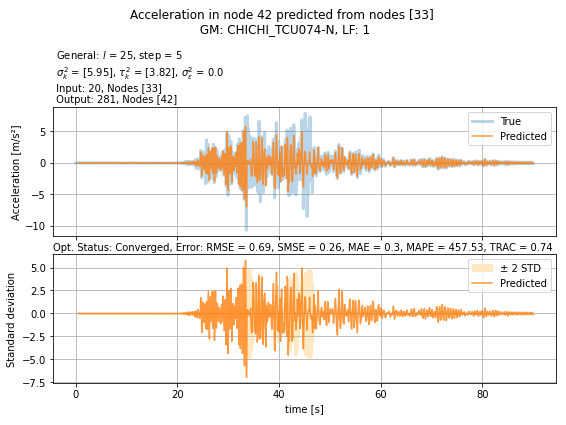 Acceleration in node 42 predicted from nodes [33]
GM: CHICHI_TCU074-N, LF: 1
General: l = 25, step = 5
σ²ₖ = [5.95], τ²ₖ = [3.82], σ²ε = 0.0
Input: 20, Nodes [33]
Output: 281, Nodes [42]
Acceleration [m/s²]
5
0
−5
−10
True
Predicted
Opt. Status: Converged, Error: RMSE = 0.69, SMSE = 0.26, MAE = 0.3, MAPE = 457.53, TRAC = 0.74
Standard deviation
5.0
2.5
0.0
−2.5
−5.0
−7.5
± 2 STD
Predicted
0 20 40 60 80
time [s]